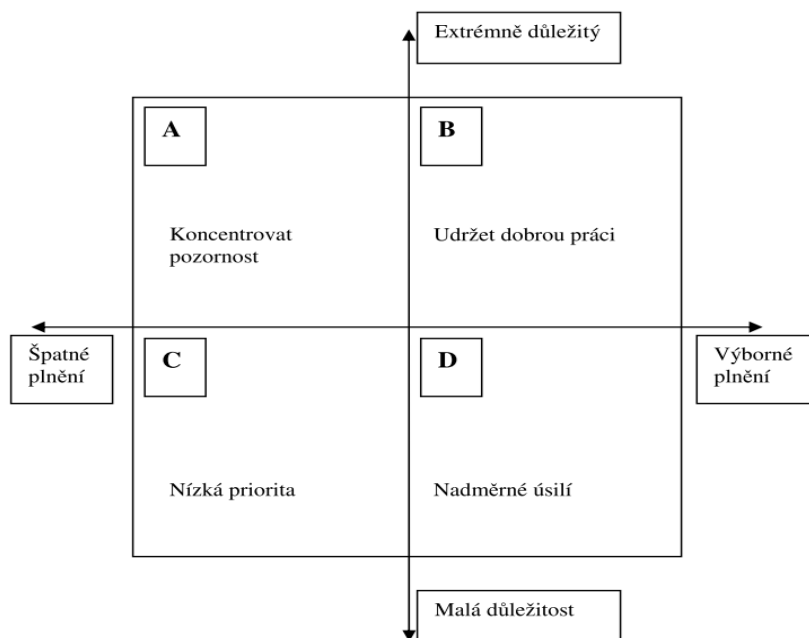 Extrémně důležitý
A
B
Koncentrovat
pozornost
Udržet dobrou práci
Špatné
plnění
C
D
Výborné
plnění
Nízká priorita
Nadměrné úsilí
Malá důležitost